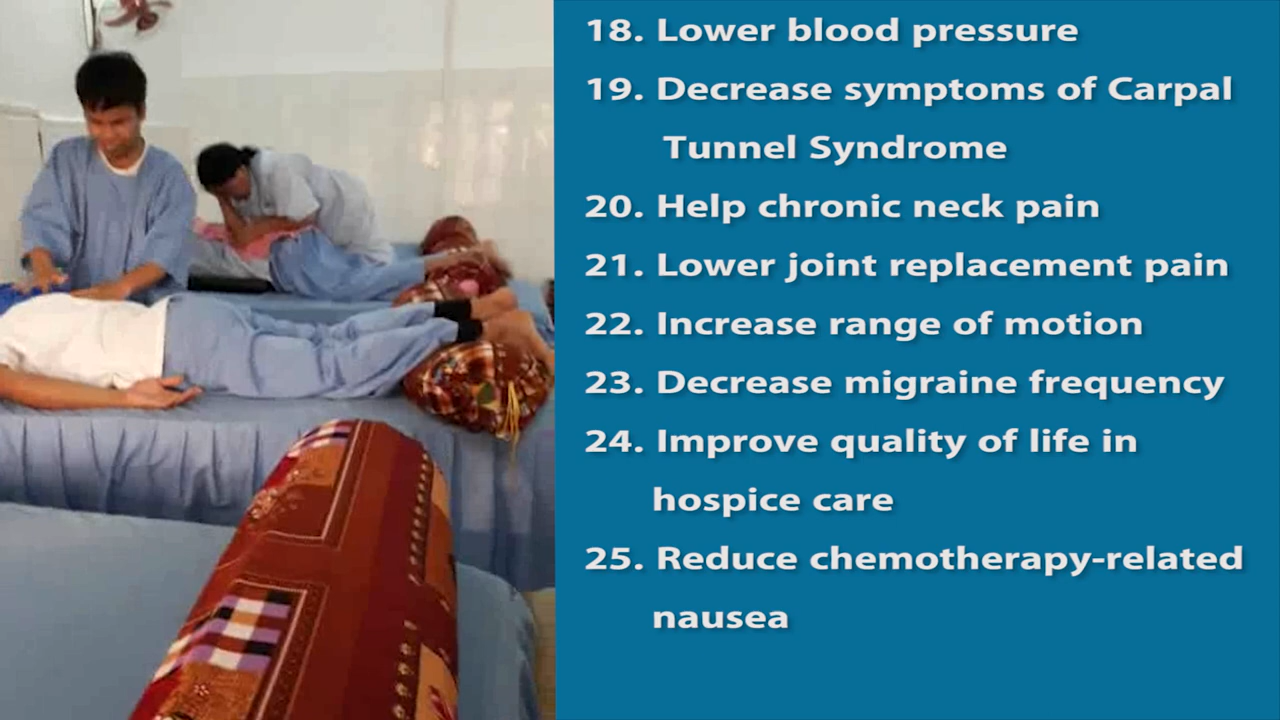 18. Lower blood pressure
19. Decrease symptoms of Carpal
Tunnel Syndrome
20. Help chronic neck pain
21. Lower joint replacement pain
22. Increase range of motion
23. Decrease migraine frequency
24. Improve quality of life in
hospice care
25. Reduce chemotherapy-related
nausea